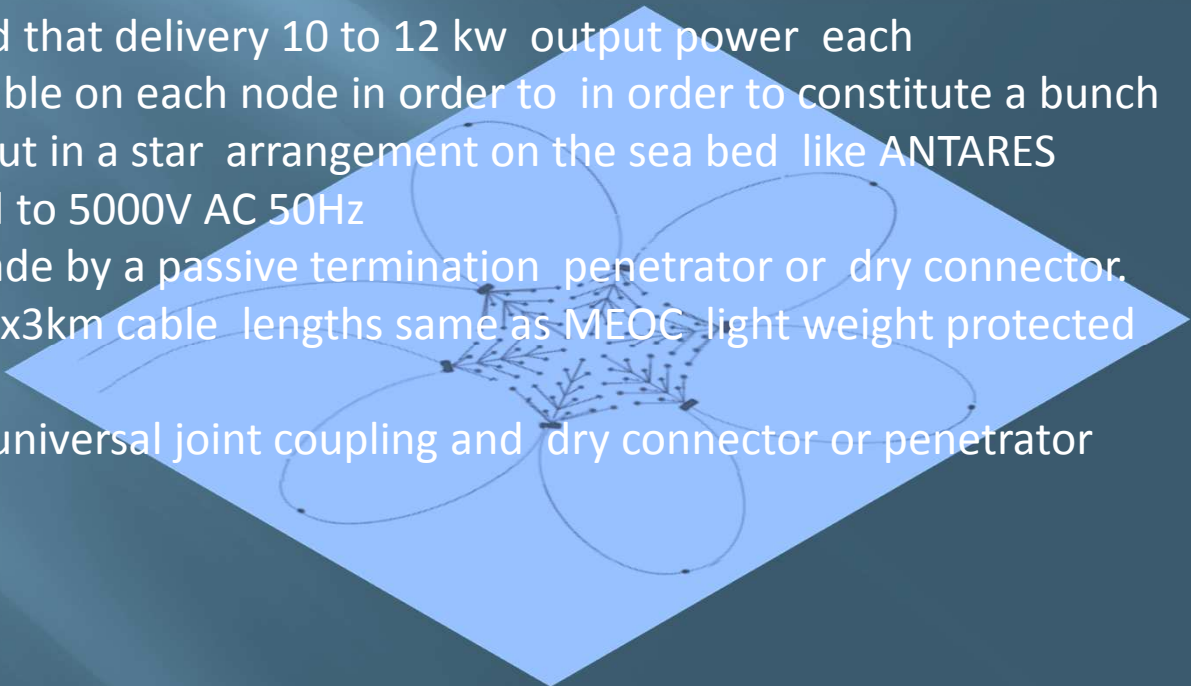 d that delivery 10 to 12 kw output power each
ble on each node in order to in order to constitute a bunch
ut in a star arrangement on the sea bed like ANTARES
to 5000V AC 50Hz
ade by a passive termination penetrator or dry connector.
x3km cable lengths same as MEOC light weight protected
universal joint coupling and dry connector or penetrator